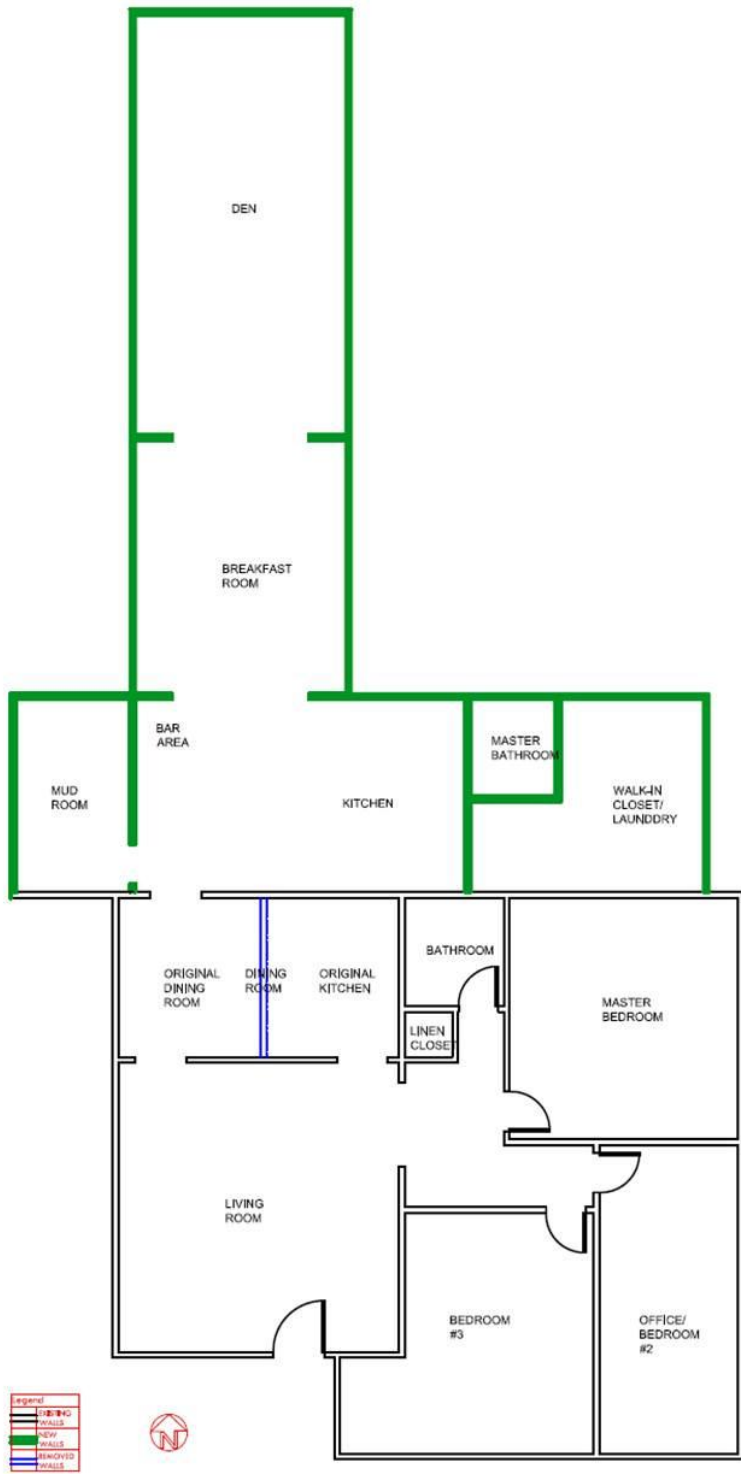 DEN
BREAKFAST
ROOM
BAR
AREA
MUD
ROOM
KITCHEN
MASTER
BATHROOM
WALK-IN
CLOSET/
LAUNDDRY
ORIGINAL
DINING
ROOM
DINING
ROOM
ORIGINAL
KITCHEN
BATHROOM
LINEN
CLOSET
MASTER
BEDROOM
LIVING
ROOM
BEDROOM
#3
OFFICE/
BEDROOM
#2
Legend
EXISTING
WALLS
NEW
WALLS
REMOVED
WALLS
N